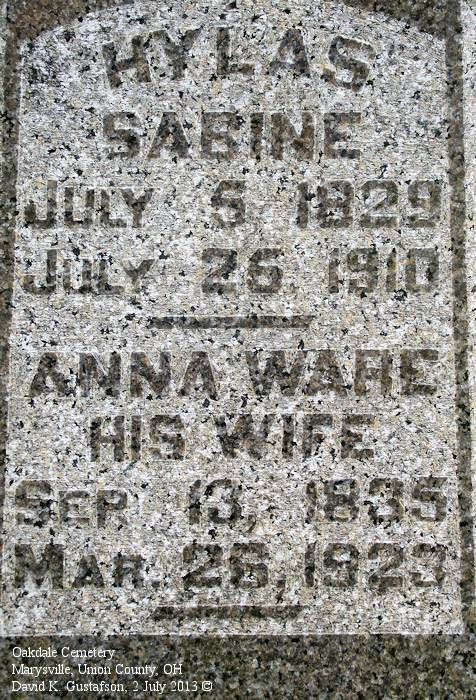 HYLAS
SABINE
JULY 5 1829
JULY 26 1910
ANNA WARE
HIS WIFE
SEP 13, 1835
MAR. 26, 1923
Oakdale Cemetery
Marysville, Union County, OH
David K. Gustafson, 2 July 2013 ©